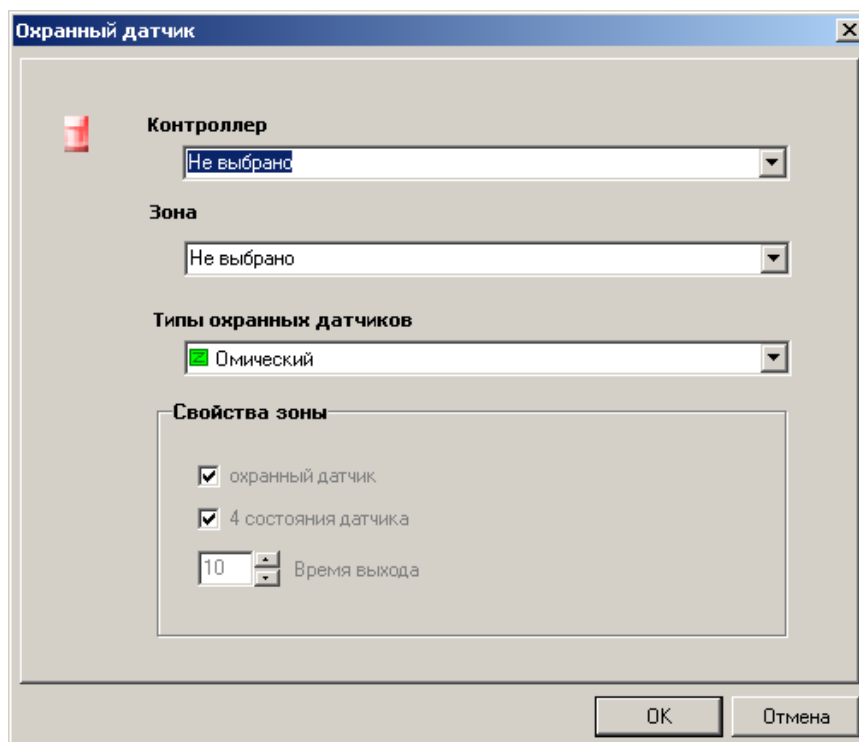 Охранный датчик
Контроллер
Не выбрано
Зона
Не выбрано
Типы охранных датчиков
Омический
Свойства зоны
охранный датчик
4 состояния датчика
10 Время выхода
OK Отмена